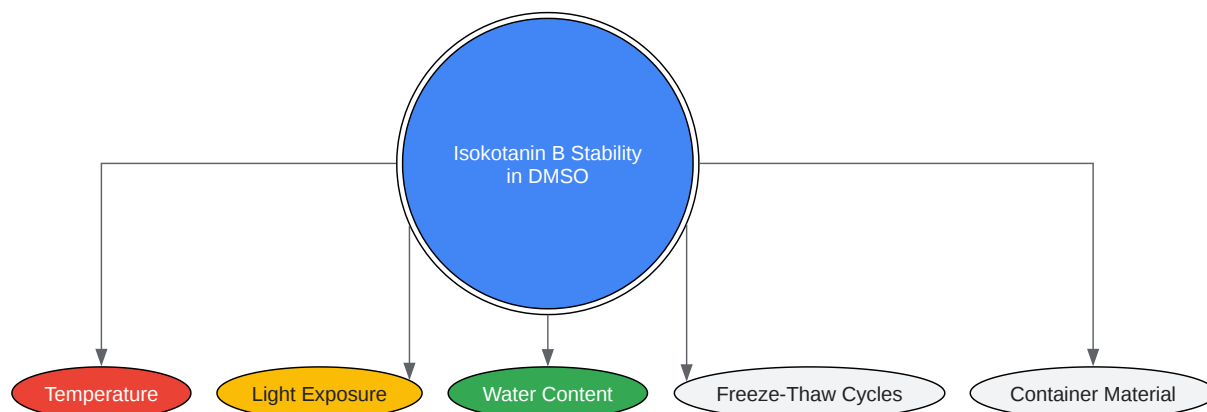 Isokotanin B Stability
in DMSO
Temperature
Light Exposure
Water Content
Freeze-Thaw Cycles
Container Material